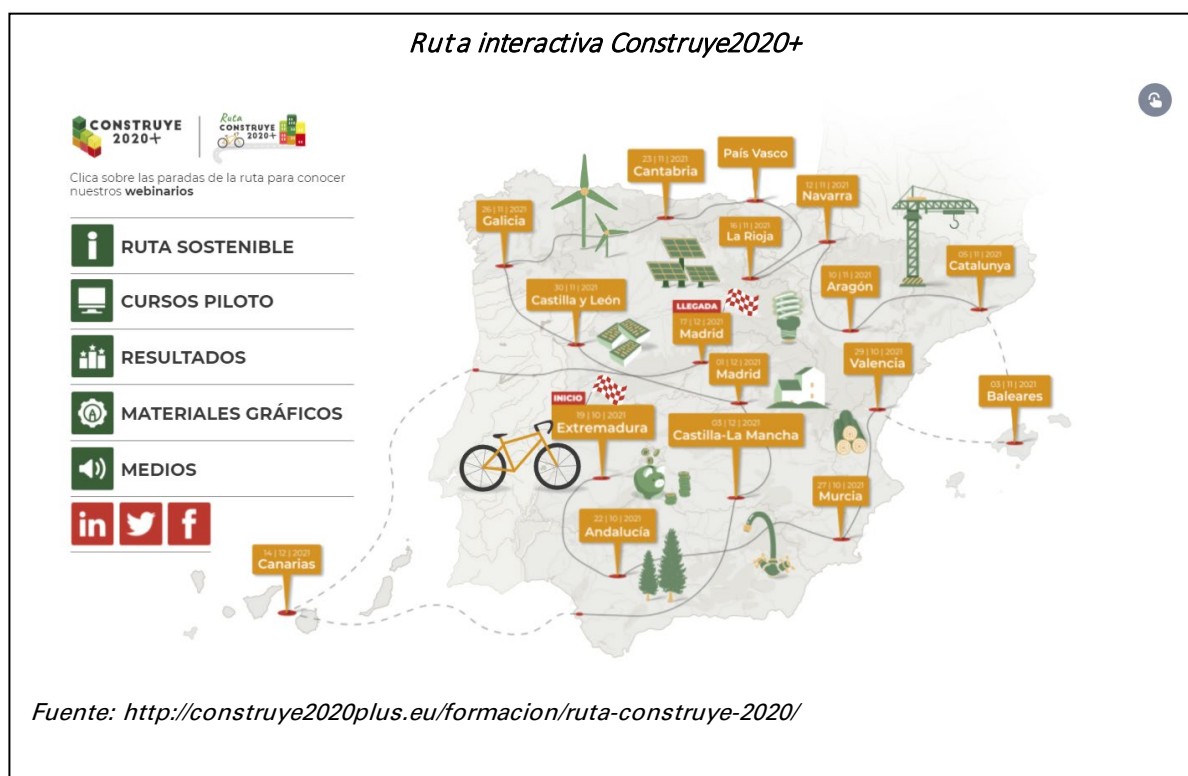 Ruta interactiva Construye2020+
CONSTRUYE
2020+
Ruta
CONSTRUYE
2020+
Clica sobre las paradas de la ruta para conocer
nuestros webinarios
i RUTA SOSTENIBLE
CURSOS PILOTO
RESULTADOS
MATERIALES GRÁFICOS
MEDIOS
in f
23 | 11 | 2021
Cantabria
País Vasco
12 | 11 | 2021
Navarra
26 | 11 | 2021
Galicia
16 | 11 | 2021
La Rioja
05 | 11 | 2021
Catalunya
10 | 11 | 2021
Aragón
30 | 11 | 2021
Castilla y León
LLEGADA
17 | 12 | 2021
Madrid
01 | 12 | 2021
Madrid
29 | 10 | 2021
Valencia
03 | 11 | 2021
Baleares
INICIO
19 | 10 | 2021
Extremadura
03 | 12 | 2021
Castilla-La Mancha
27 | 10 | 2021
Murcia
22 | 10 | 2021
Andalucía
14 | 12 | 2021
Canarias
Fuente: http://construye2020plus.eu/formacion/ruta-construye-2020/